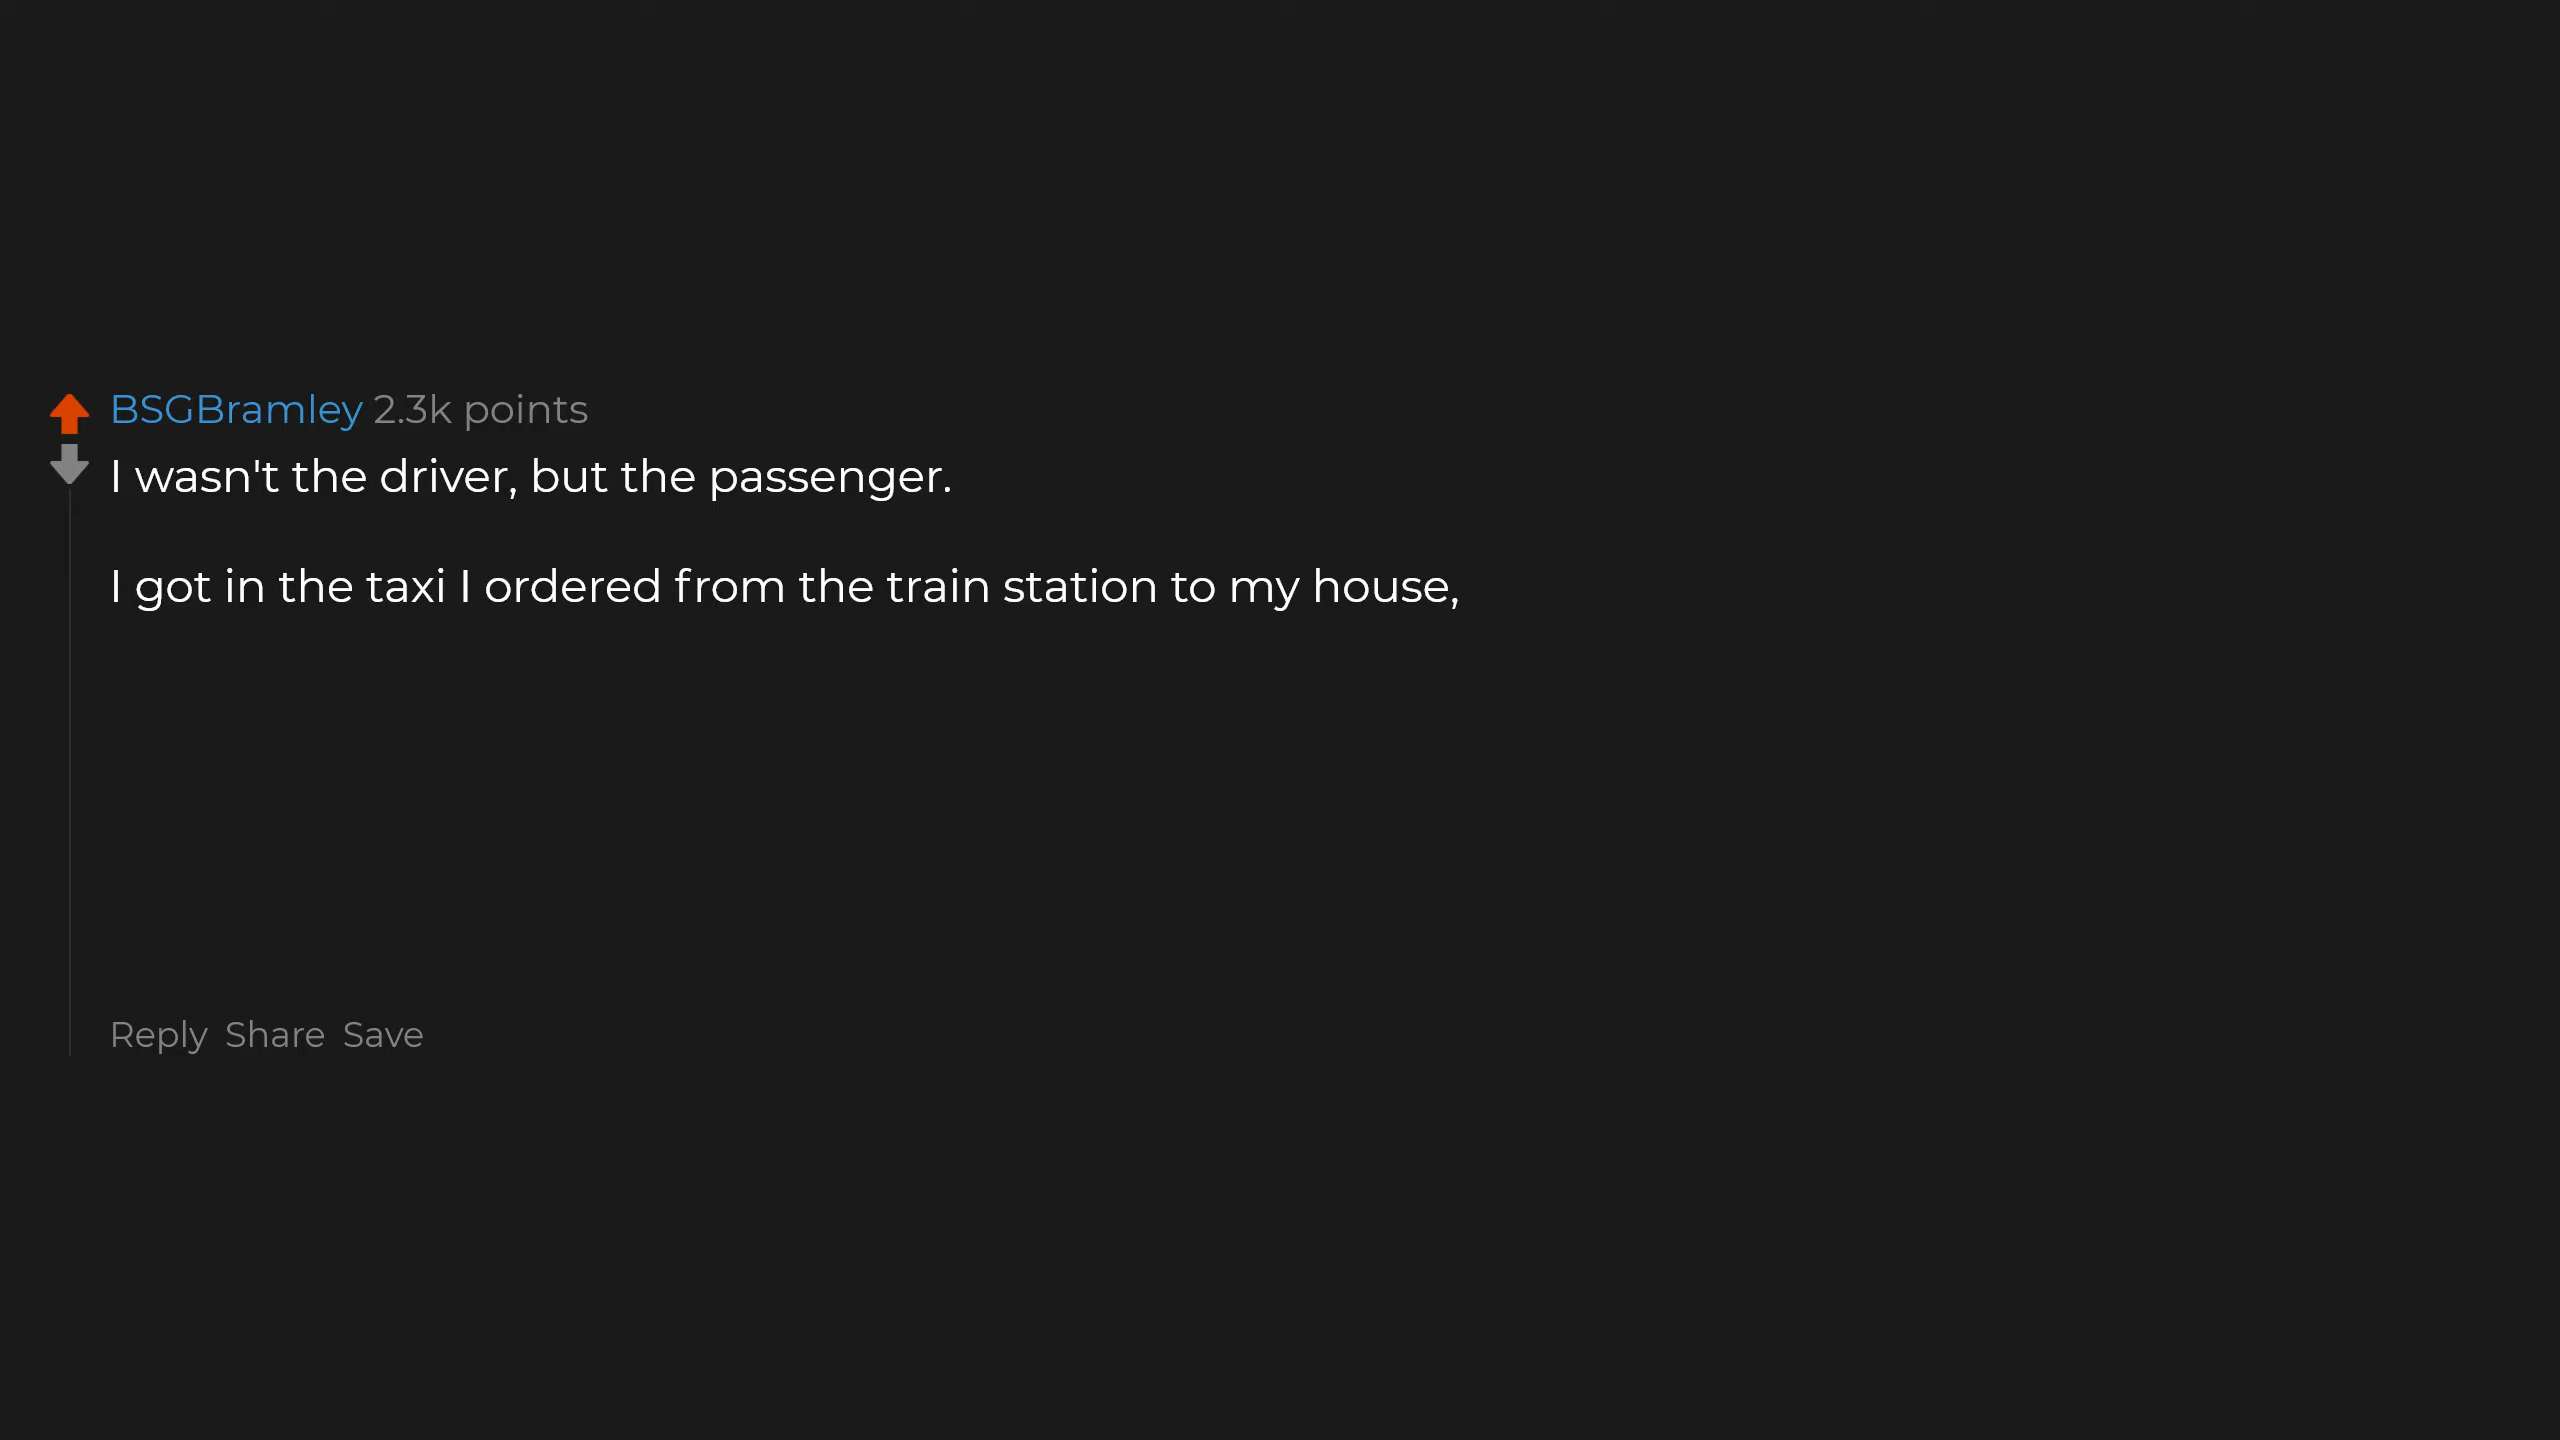 BSGBramley 2.3k points
I wasn't the driver, but the passenger.
I got in the taxi I ordered from the train station to my house,
Reply Share Save